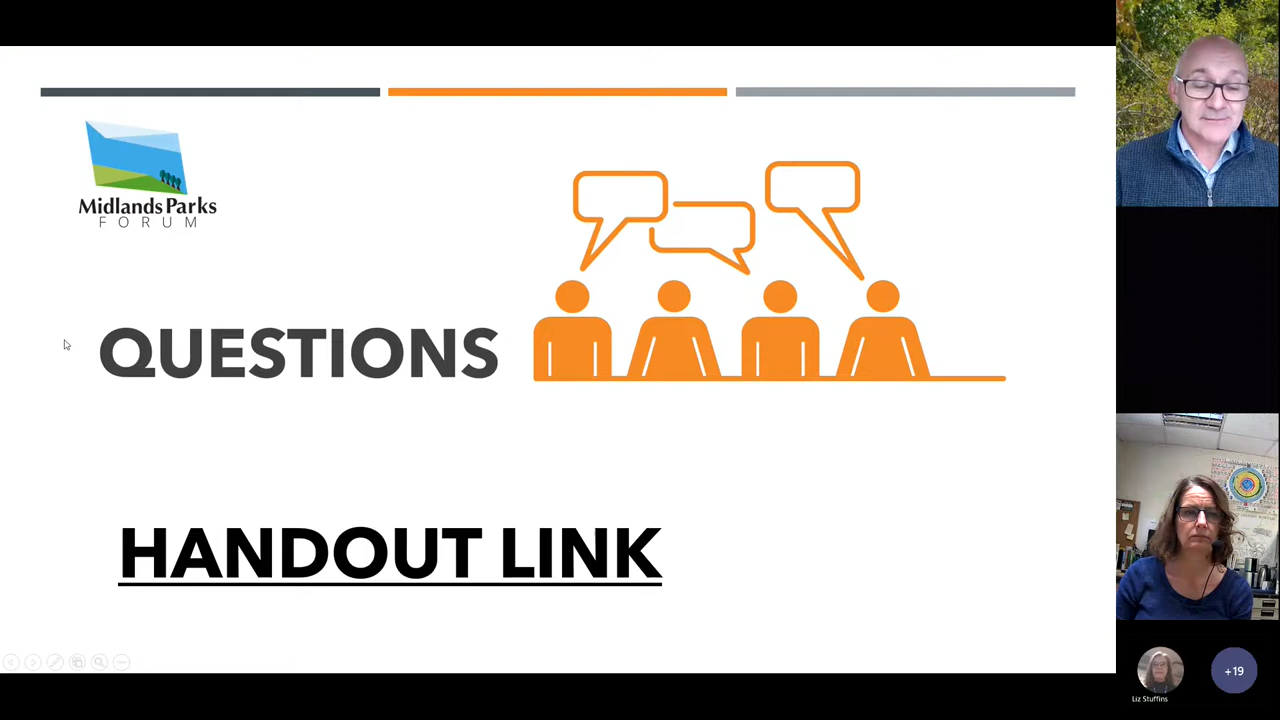 Midlands Parks
FORUM
QUESTIONS
HANDOUT LINK
Liz Stuffins
+19